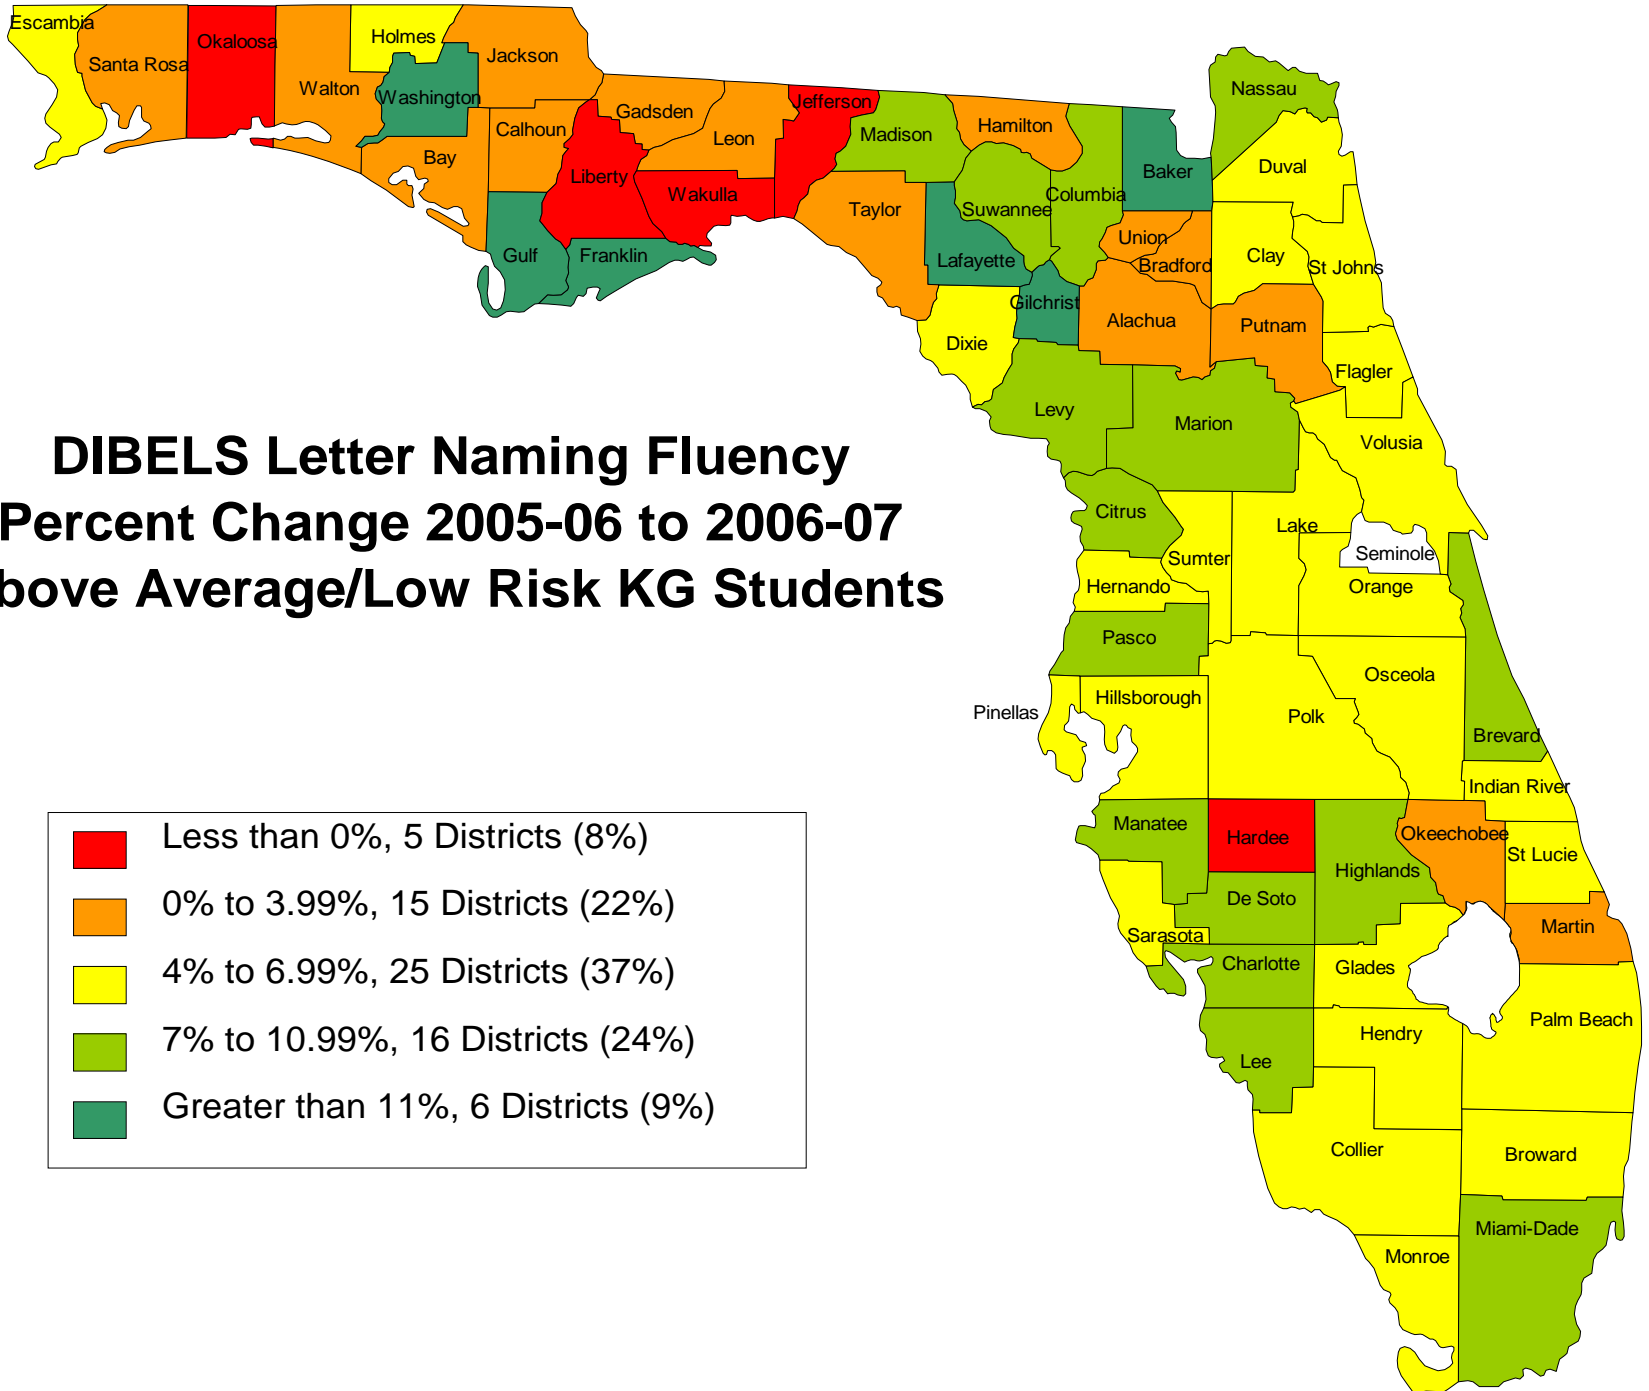 Escambia
Santa Rosa
Okaloosa
Walton
Holmes
Washington
Jackson
Bay
Calhoun
Gulf
Liberty
Gadsden
Franklin
Leon
Wakulla
Jefferson
Madison
Taylor
Hamilton
Suwannee
Lafayette
Columbia
Gilchrist
Dixie
Baker
Union
Bradford
Alachua
Nassau
Duval
Clay
St Johns
Putnam
Flagler
Levy
Marion
Volusia
Citrus
Sumter
Lake
Seminole
Hernando
Orange
Pasco
Osceola
Pinellas
Hillsborough
Polk
Brevard
Indian River
Manatee
Hardee
Highlands
Okeechobee
St Lucie
De Soto
Martin
Sarasota
Charlotte
Glades
Palm Beach
Lee
Hendry
Collier
Broward
Miami-Dade
Monroe
DIBELS Letter Naming Fluency
Percent Change 2005-06 to 2006-07
bove Average/Low Risk KG Students
Less than 0%, 5 Districts (8%)
0% to 3.99%, 15 Districts (22%)
4% to 6.99%, 25 Districts (37%)
7% to 10.99%, 16 Districts (24%)
Greater than 11%, 6 Districts (9%)